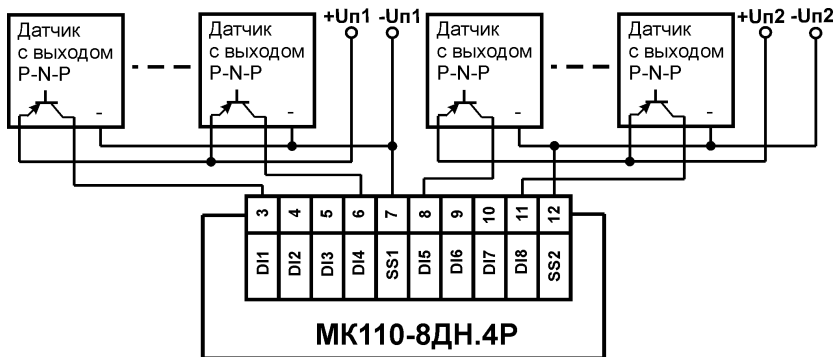 Датчик
с выходом
P-N-P
-
Датчик
с выходом
P-N-P
-
+Uп1
-Uп1
Датчик
с выходом
P-N-P
-
Датчик
с выходом
P-N-P
-
+Uп2
-Uп2
3 4 5 6 7 8 9 10 11 12
DI1 DI2 DI3 DI4 SS1 DI5 DI6 DI7 DI8 SS2
МК110-8ДН.4Р